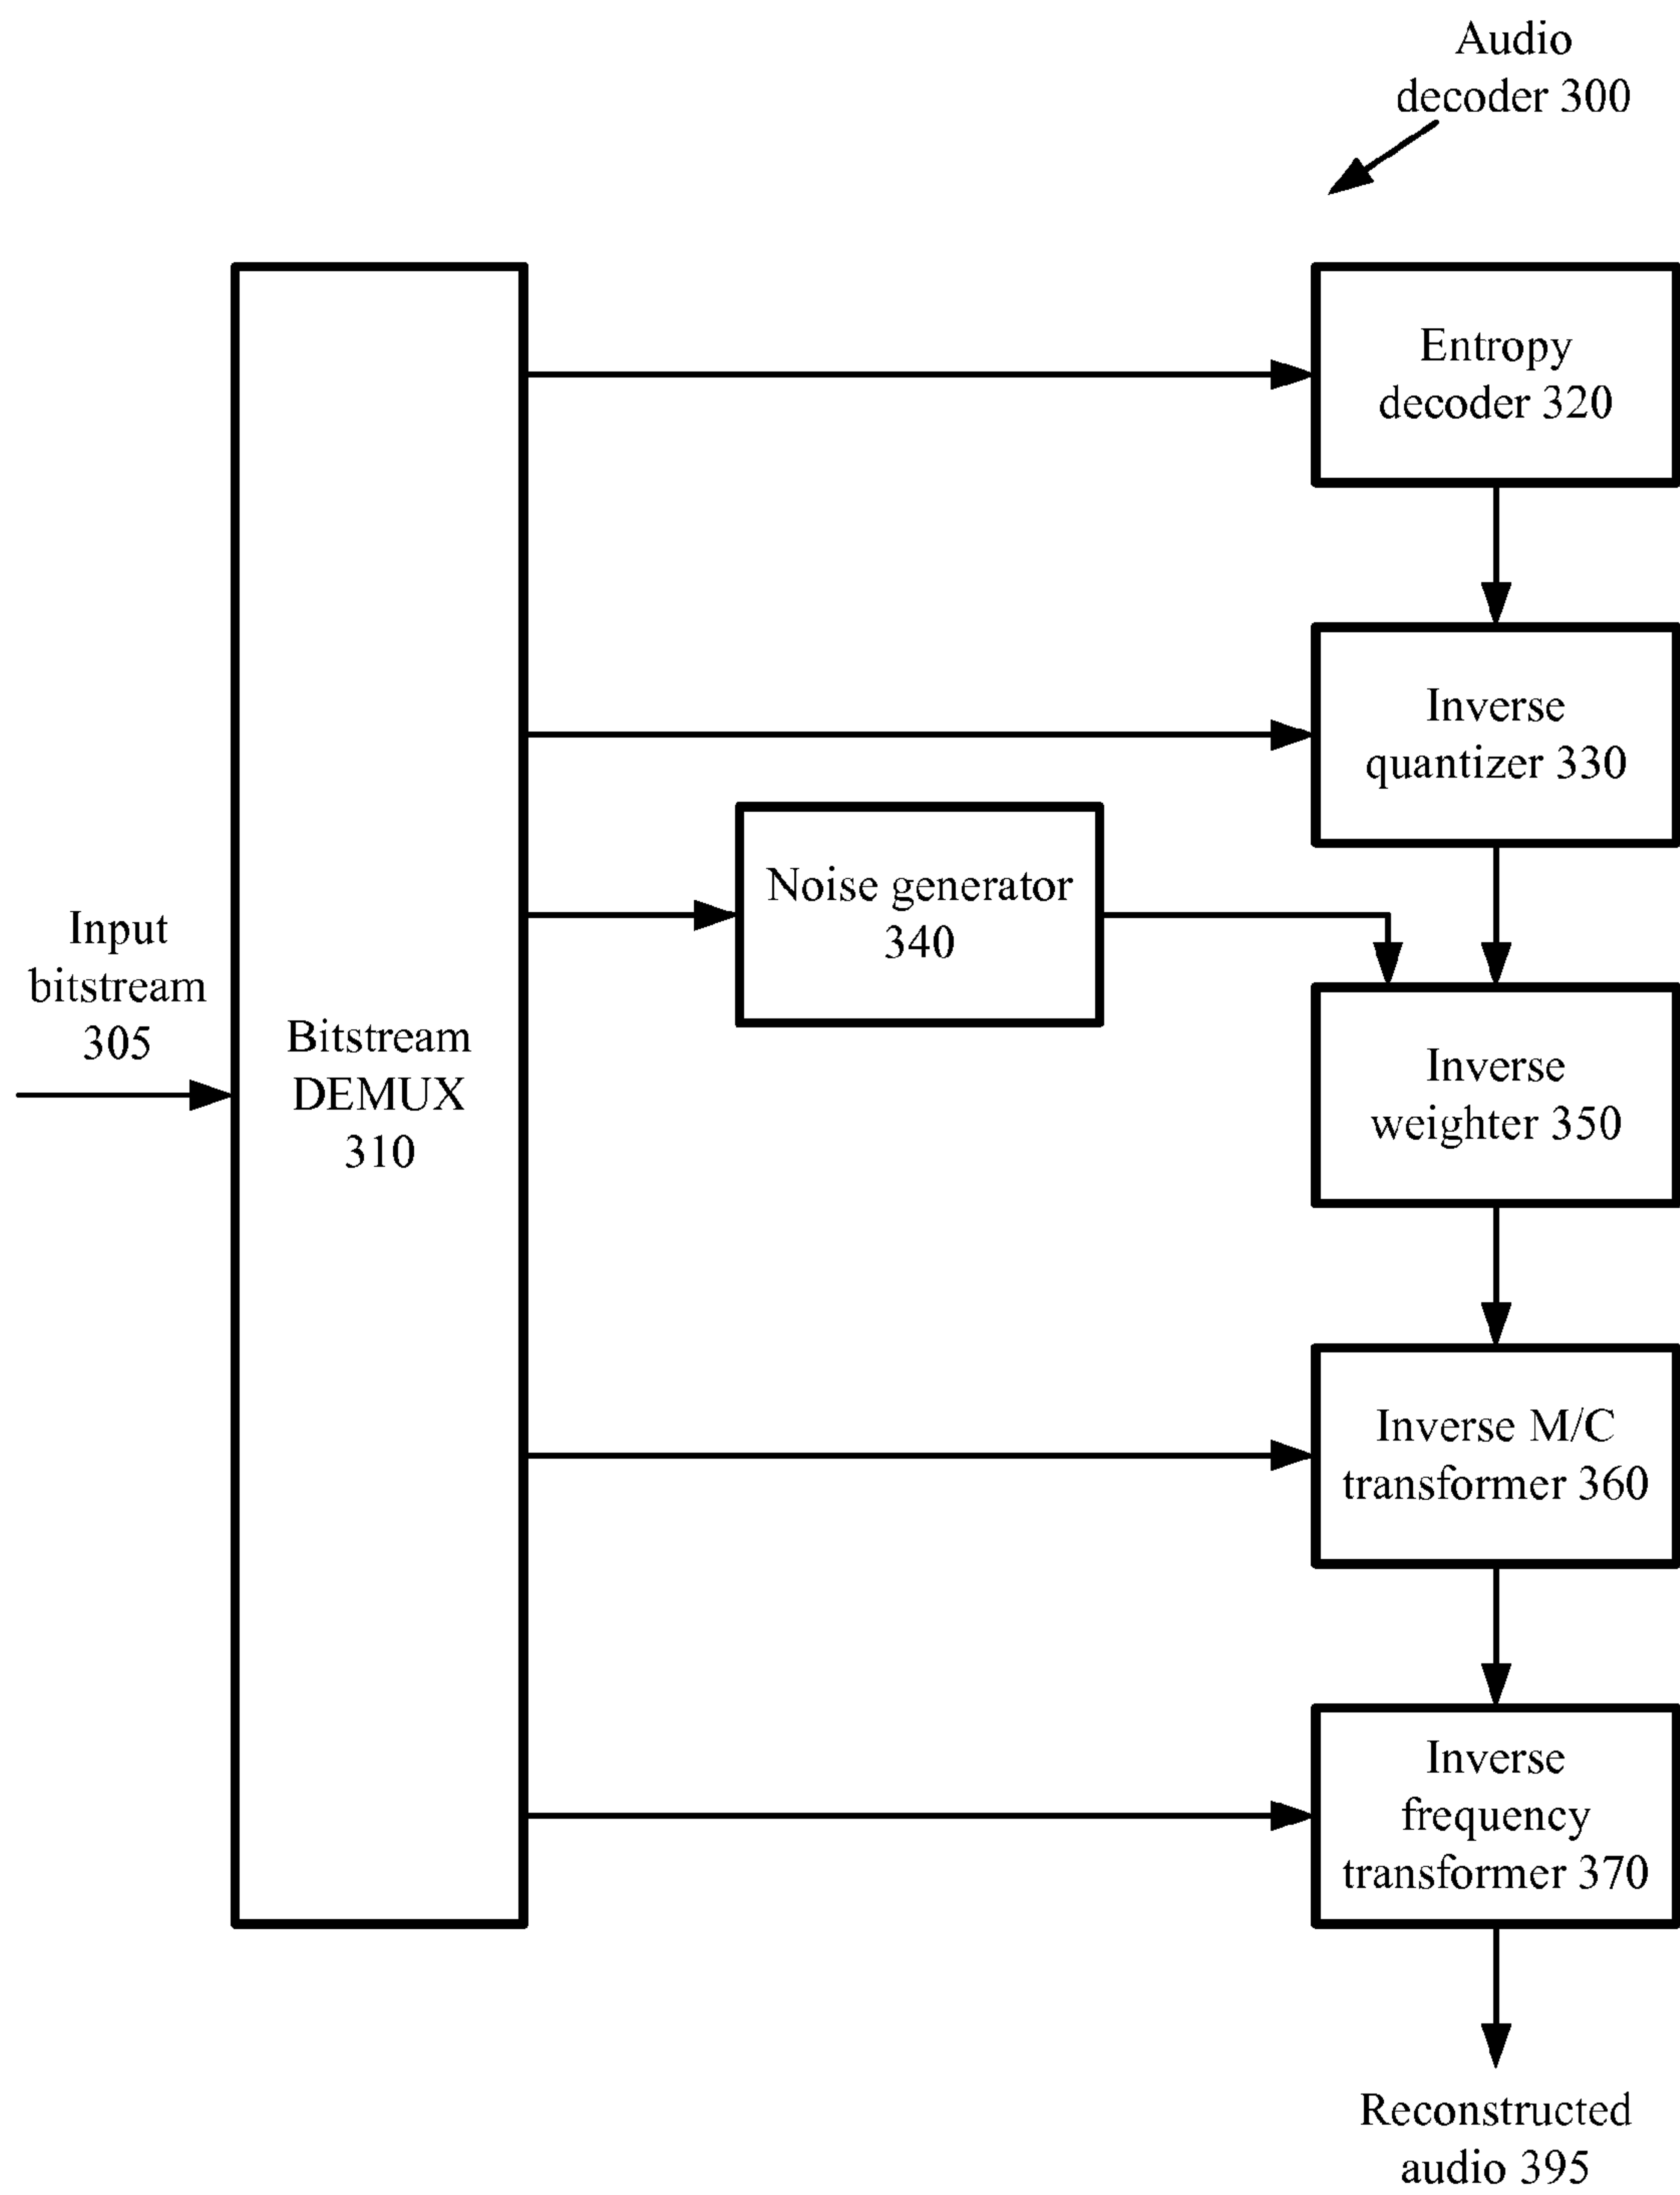 Audio
decoder 300
Entropy
decoder 320
Inverse
quantizer 330
Noise generator
340
Input
bitstream
305
Bitstream
DEMUX
310
Inverse
weighter 350
Inverse M/C
transformer 360
Inverse
frequency
transformer 370
Reconstructed
audio 395